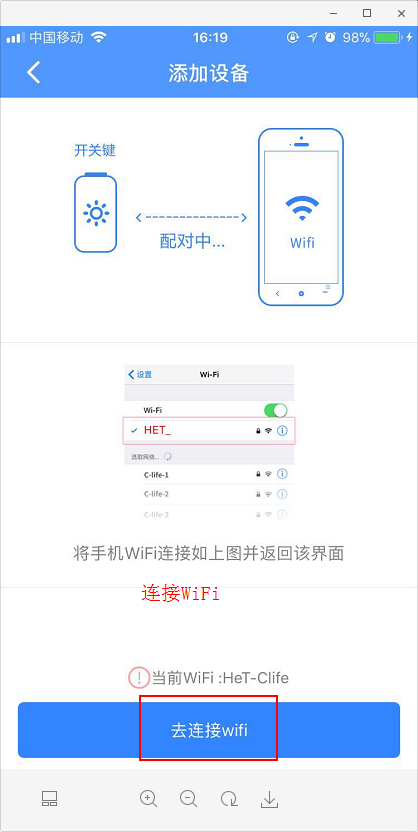 中国移动 16:19 98%
添加设备
开关键
配对中...
Wifi
设置 Wi-Fi
Wi-Fi
HET_
选取网络...
C-life-1
C-life-2
C-life-3
将手机WiFi连接如上图并返回该界面
连接WiFi
当前WiFi :HeT-Clife
去连接wifi